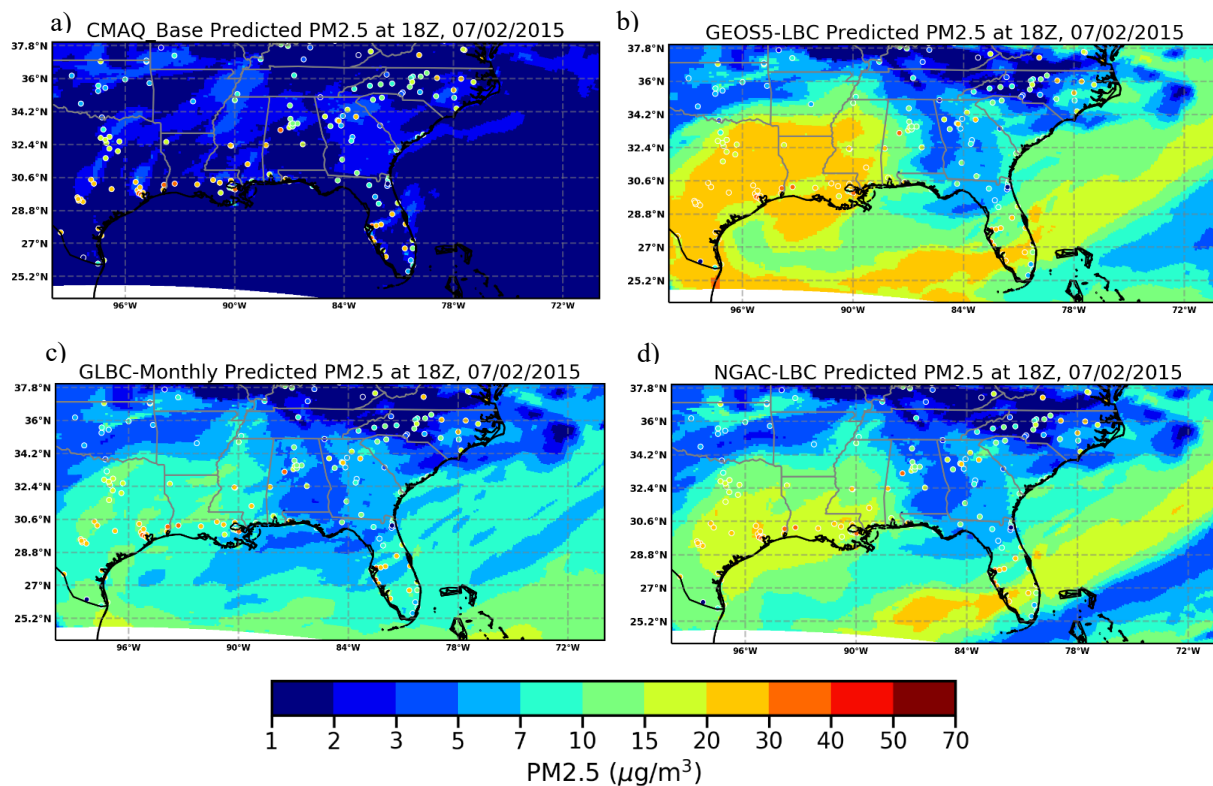 a)
CMAQ_Base Predicted PM2.5 at 18Z, 07/02/2015
37.8°N
36°N
34.2°N
32.4°N
30.6°N
28.8°N
27°N
25.2°N
96°W 90°W 84°W 78°W 72°W
b)
GEOS5-LBC Predicted PM2.5 at 18Z, 07/02/2015
37.8°N
36°N
34.2°N
32.4°N
30.6°N
28.8°N
27°N
25.2°N
96°W 90°W 84°W 78°W 72°W
c)
GLBC-Monthly Predicted PM2.5 at 18Z, 07/02/2015
37.8°N
36°N
34.2°N
32.4°N
30.6°N
28.8°N
27°N
25.2°N
96°W 90°W 84°W 78°W 72°W
d)
NGAC-LBC Predicted PM2.5 at 18Z, 07/02/2015
37.8°N
36°N
34.2°N
32.4°N
30.6°N
28.8°N
27°N
25.2°N
96°W 90°W 84°W 78°W 72°W
1 2 3 5 7 10 15 20 30 40 50 70
PM2.5 (μg/m³)